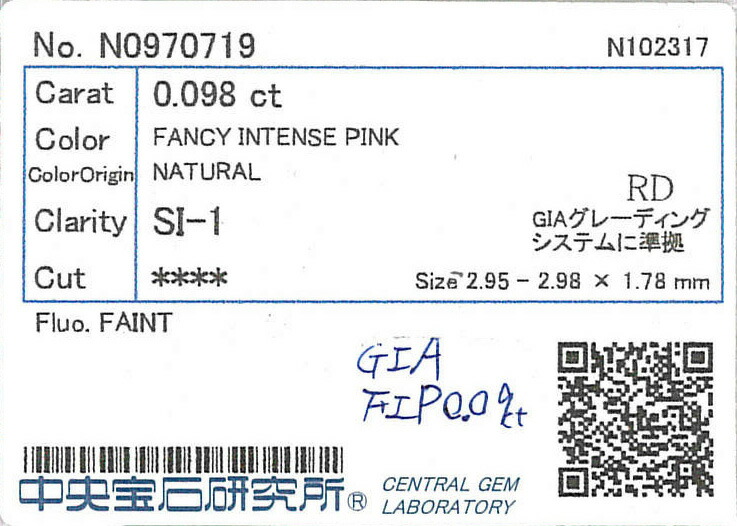 No. N0970719 N102317
Carat 0.098 ct
Color FANCY INTENSE PINK
ColorOrigin NATURAL
RD
Clarity SI-1 GIAグレーディング
システムに準拠
Cut **** Size 2.95 - 2.98 × 1.78 mm
Fluo. FAINT
GIA
FIP0.09ct
中央宝石研究所® CENTRAL GEM
LABORATORY